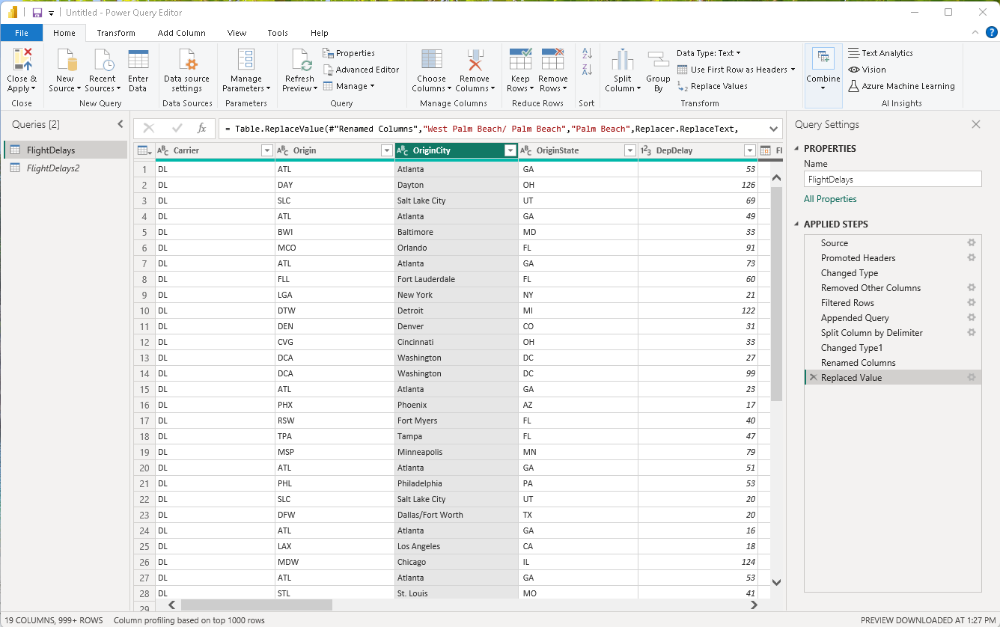 Untitled - Power Query Editor
File Home Transform Add Column View Tools Help
Close & Apply
Close
New Source
Recent Sources
Enter Data
New Query
Data source settings
Data Sources
Manage Parameters
Parameters
Refresh Preview
Properties
Advanced Editor
Manage
Query
Choose Columns
Remove Columns
Manage Columns
Keep Rows
Remove Rows
Reduce Rows
Sort
Split Column
Group By
Data Type: Text
Use First Row as Headers
Replace Values
Transform
Combine
Text Analytics
Vision
Azure Machine Learning
AI Insights
Queries [2]
FlightDelays
FlightDelays2
fx
= Table.ReplaceValue(#"Renamed Columns","West Palm Beach/ Palm Beach","Palm Beach",Replacer.ReplaceText,
Carrier Origin OriginCity OriginState DepDelay Fl
1 DL ATL Atlanta GA 53
2 DL DAY Dayton OH 126
3 DL SLC Salt Lake City UT 69
4 DL ATL Atlanta GA 49
5 DL BWI Baltimore MD 33
6 DL MCO Orlando FL 91
7 DL ATL Atlanta GA 73
8 DL FLL Fort Lauderdale FL 60
9 DL LGA New York NY 21
10 DL DTW Detroit MI 122
11 DL DEN Denver CO 31
12 DL CVG Cincinnati OH 33
13 DL DCA Washington DC 27
14 DL DCA Washington DC 99
15 DL ATL Atlanta GA 23
16 DL PHX Phoenix AZ 17
17 DL RSW Fort Myers FL 40
18 DL TPA Tampa FL 47
19 DL MSP Minneapolis MN 79
20 DL ATL Atlanta GA 51
21 DL PHL Philadelphia PA 53
22 DL SLC Salt Lake City UT 20
23 DL DFW Dallas/Fort Worth TX 20
24 DL ATL Atlanta GA 16
25 DL LAX Los Angeles CA 18
26 DL MDW Chicago IL 124
27 DL ATL Atlanta GA 53
28 DL STL St. Louis MO 41
29
Query Settings
PROPERTIES
Name
FlightDelays
All Properties
APPLIED STEPS
Source
Promoted Headers
Changed Type
Removed Other Columns
Filtered Rows
Appended Query
Split Column by Delimiter
Changed Type1
Renamed Columns
Replaced Value
19 COLUMNS, 999+ ROWS Column profiling based on top 1000 rows
PREVIEW DOWNLOADED AT 1:27 PM